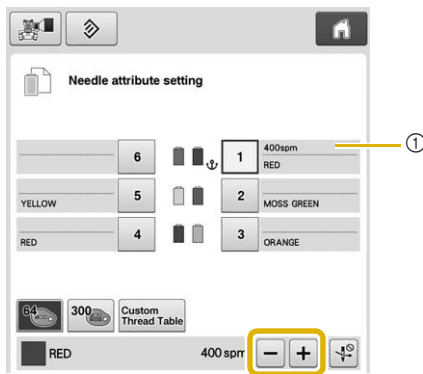 Needle attribute setting
6
1
400spm
RED
①
YELLOW
5
2
MOSS GREEN
RED
4
3
ORANGE
64
300
Custom
Thread Table
RED
400 spm